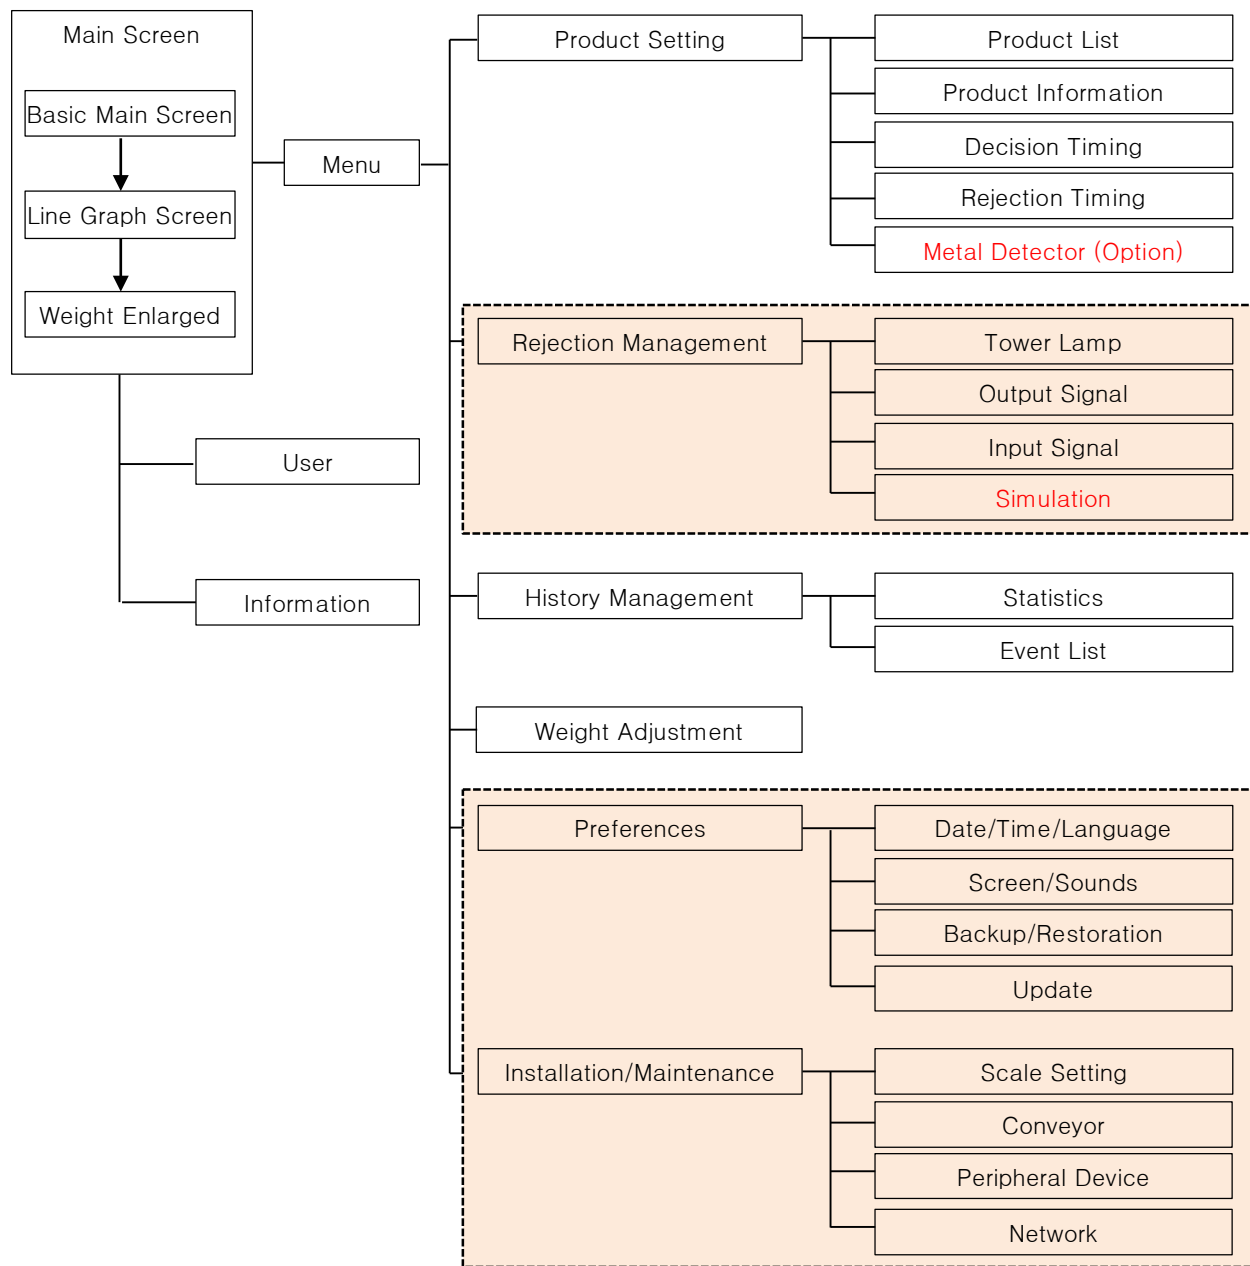 Main Screen
Basic Main Screen
Line Graph Screen
Weight Enlarged
Menu
User
Information
Product Setting
Product List
Product Information
Decision Timing
Rejection Timing
Metal Detector (Option)
Rejection Management
Tower Lamp
Output Signal
Input Signal
Simulation
History Management
Statistics
Event List
Weight Adjustment
Preferences
Date/Time/Language
Screen/Sounds
Backup/Restoration
Update
Installation/Maintenance
Scale Setting
Conveyor
Peripheral Device
Network